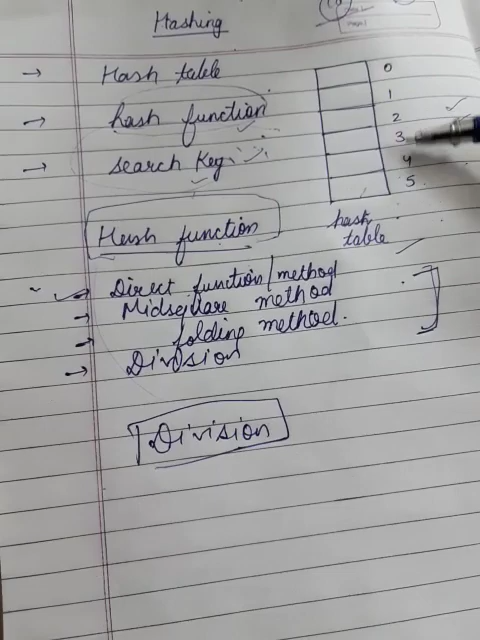 Hashing
→ Hash table
→ hash function
→ search key
0
1
2
3
4
5
hash
table
Hash function
→ Direct function/method
→ Midsquare method
→ folding method.
→ Division
Division